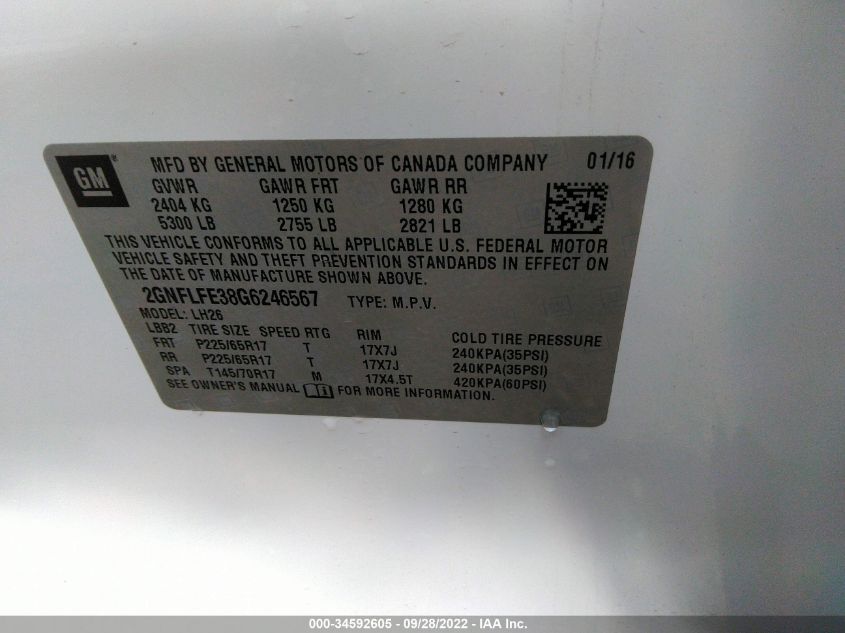 GM ® MFD BY GENERAL MOTORS OF CANADA COMPANY 01/16
GVWR GAWR FRT GAWR RR
2404 KG 1250 KG 1280 KG
5300 LB 2755 LB 2821 LB
THIS VEHICLE CONFORMS TO ALL APPLICABLE U.S. FEDERAL MOTOR
VEHICLE SAFETY AND THEFT PREVENTION STANDARDS IN EFFECT ON
THE DATE OF MANUFACTURE SHOWN ABOVE.
2GNFLFE38G6246567 TYPE: M.P.V.
MODEL: LH26
LBB2 TIRE SIZE SPEED RTG RIM COLD TIRE PRESSURE
FRT P225/65R17 T 17X7J 240KPA(35PSI)
RR P225/65R17 T 17X7J 240KPA(35PSI)
SPA T145/70R17 M 17X4.5T 420KPA(60PSI)
SEE OWNER'S MANUAL FOR MORE INFORMATION.
000-34592605 - 09/28/2022 - IAA Inc.